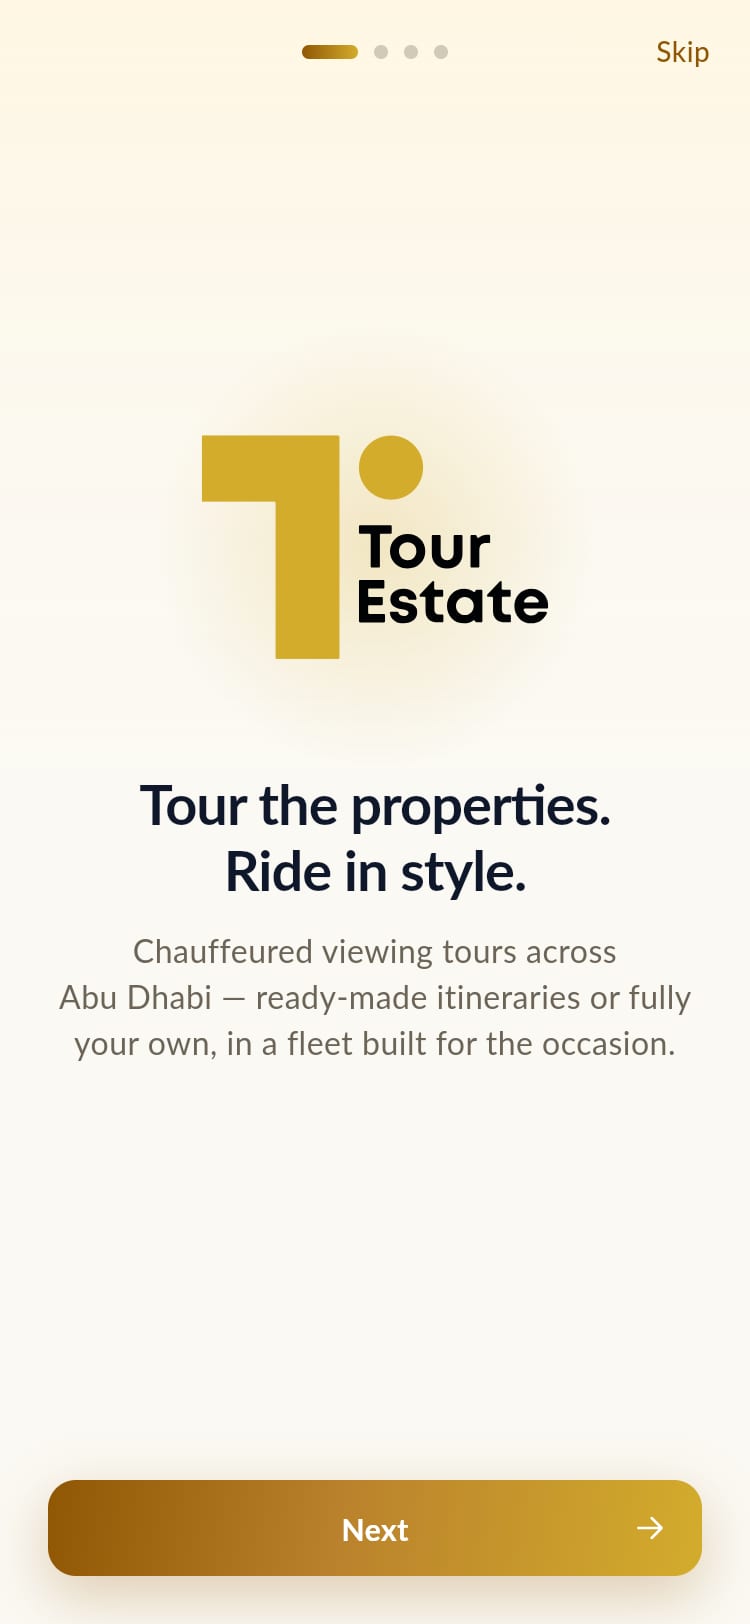 Skip
Tour
Estate
Tour the properties.
Ride in style.
Chauffeured viewing tours across
Abu Dhabi — ready-made itineraries or fully
your own, in a fleet built for the occasion.
Next